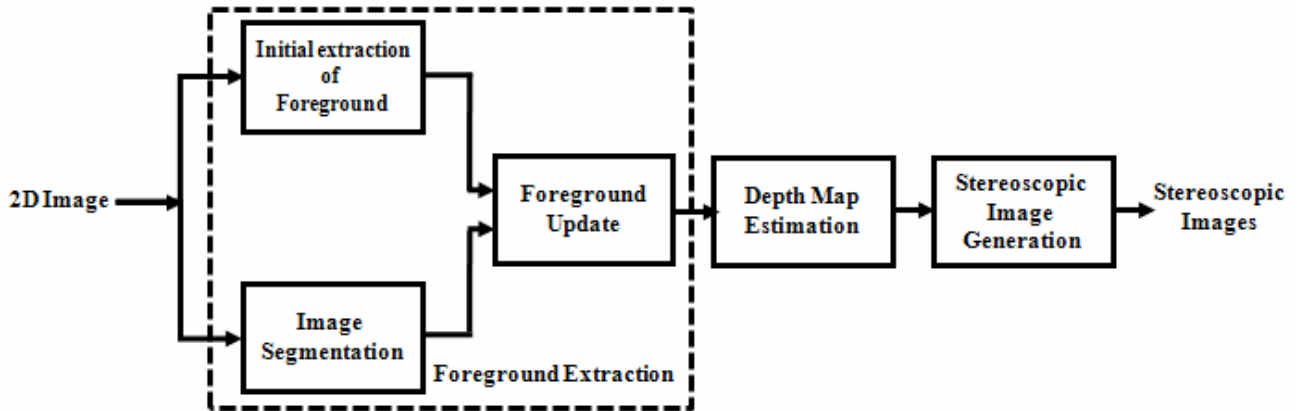 2D Image
Initial extraction
of
Foreground
Image
Segmentation
Foreground
Update
Foreground Extraction
Depth Map
Estimation
Stereoscopic
Image
Generation
Stereoscopic
Images